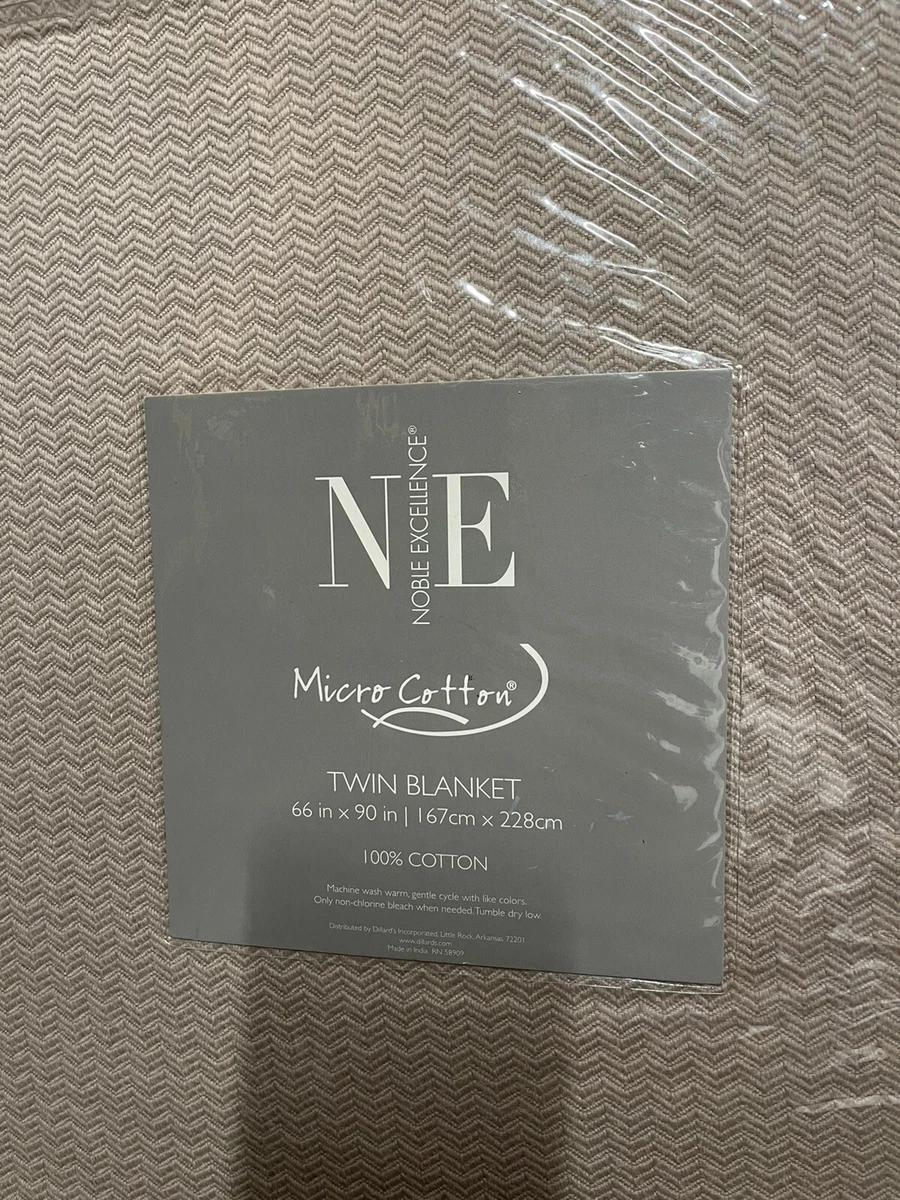 NE
NOBLE EXCELLENCE®
Micro Cotton®
TWIN BLANKET
66 in x 90 in | 167cm x 228cm
100% COTTON
Machine wash warm, gentle cycle with like colors.
Only non-chlorine bleach when needed. Tumble dry low.
Distributed by Dillard's Incorporated, Little Rock, Arkansas 72201
www.dillards.com
Made in India RN 58909